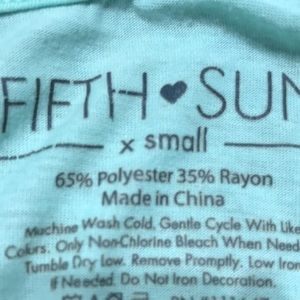 FIFTH ♥ SUN
x small
65% Polyester 35% Rayon
Made in China
Machine Wash Cold, Gentle Cycle With Like
Colors. Only Non-Chlorine Bleach When Need
Tumble Dry Low. Remove Promptly. Low Iron
If Needed. Do Not Iron Decoration.